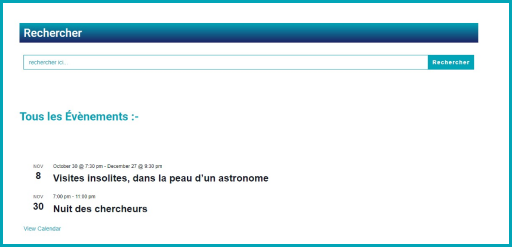 Rechercher
rechercher ici...
Rechercher
Tous les Évènements :-
NOV
8
October 30 @ 7:30 pm - December 27 @ 9:30 pm
Visites insolites, dans la peau d'un astronome
NOV
30
7:00 pm - 11:00 pm
Nuit des chercheurs
View Calendar